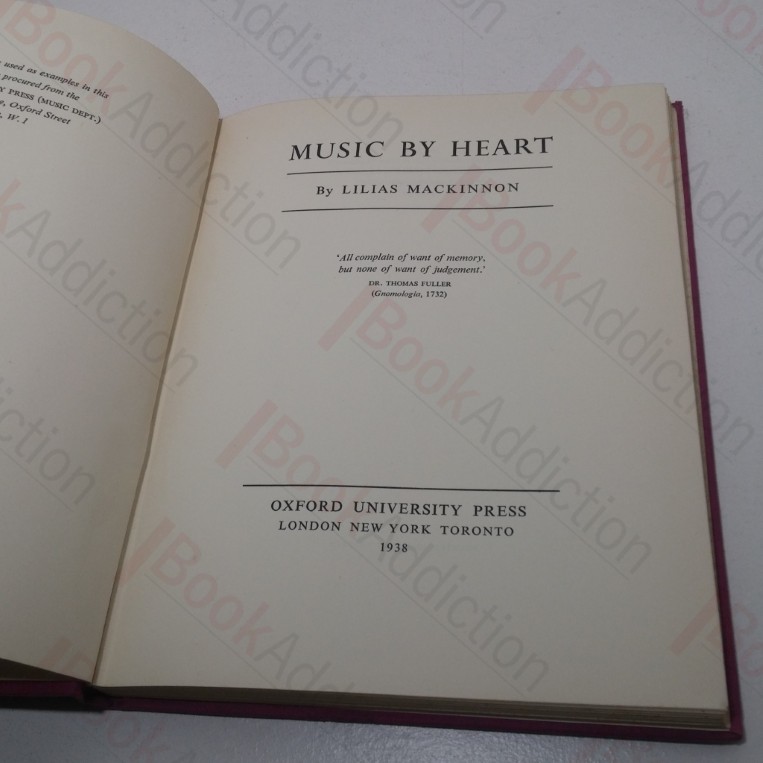 used as examples in this
procured from the
PRESS (MUSIC DEPT.)
Oxford Street
W. 1
MUSIC BY HEART
By LILIAS MACKINNON
‘All complain of want of memory,
but none of want of judgement.’
DR. THOMAS FULLER
(Gnomologia, 1732)
OXFORD UNIVERSITY PRESS
LONDON NEW YORK TORONTO
1938
BookAddiction